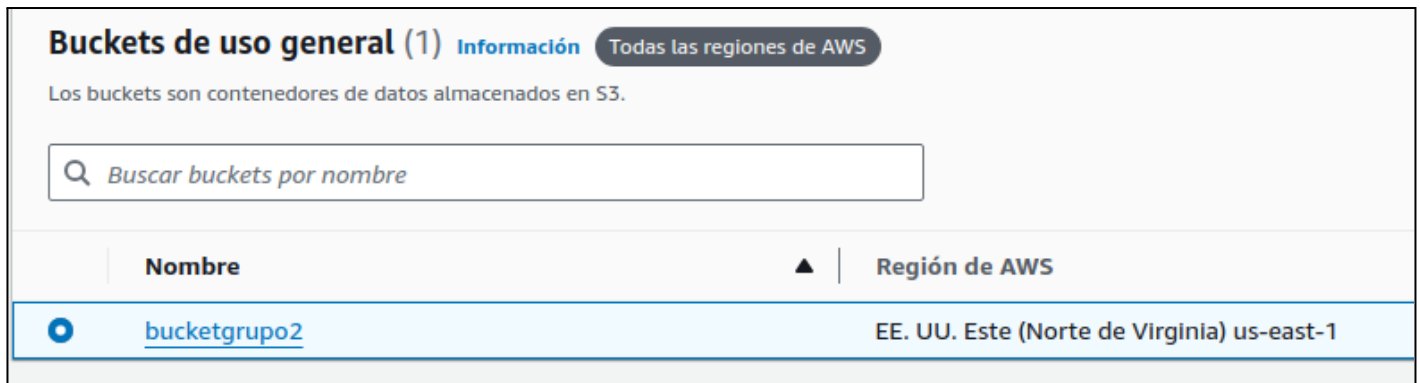 Buckets de uso general (1) Información Todas las regiones de AWS
Los buckets son contenedores de datos almacenados en S3.
Buscar buckets por nombre
Nombre Región de AWS
bucketgrupo2 EE. UU. Este (Norte de Virginia) us-east-1